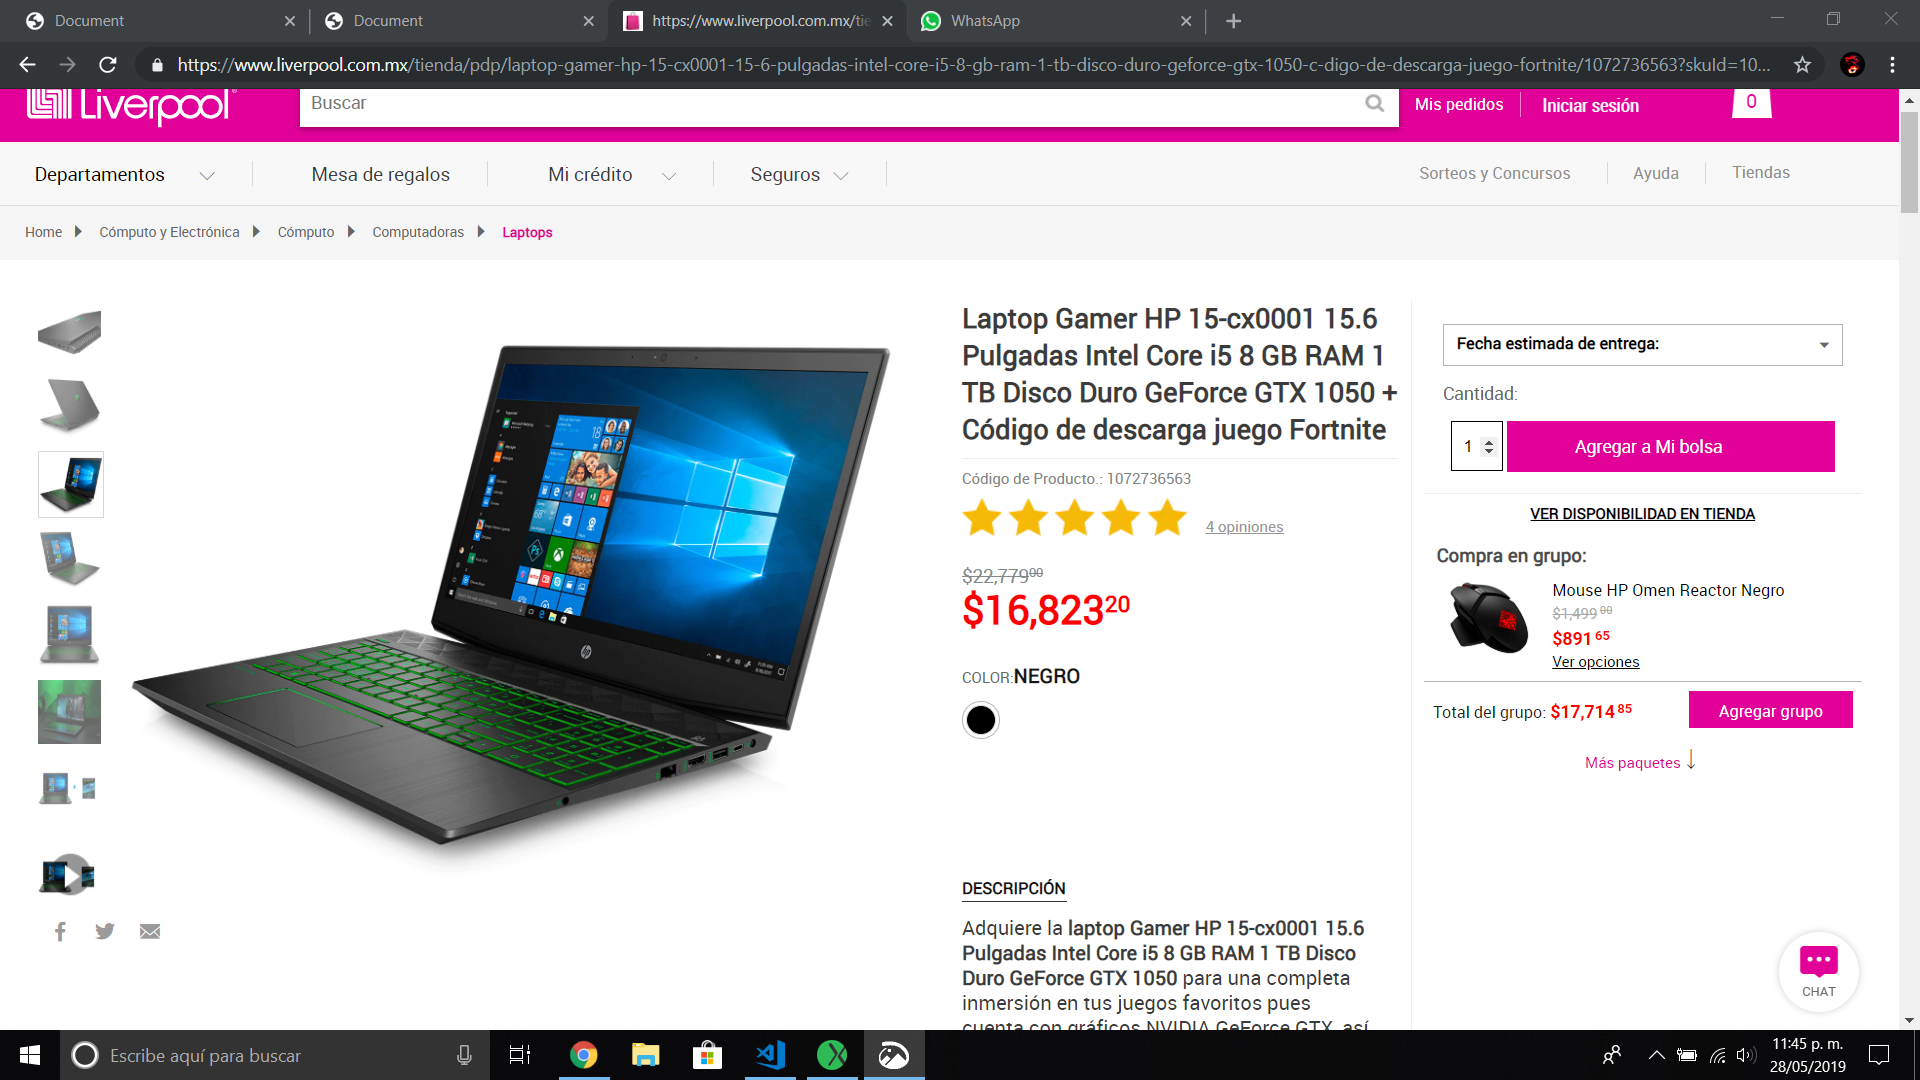 Document
Document
https://www.liverpool.com.mx/tie
WhatsApp
https://www.liverpool.com.mx/tienda/pdp/laptop-gamer-hp-15-cx0001-15-6-pulgadas-intel-core-i5-8-gb-ram-1-tb-disco-duro-geforce-gtx-1050-c-digo-de-descarga-juego-fortnite/1072736563?skuId=10...
Liverpool
Buscar
Mis pedidos
Iniciar sesión
0
Departamentos
Mesa de regalos
Mi crédito
Seguros
Sorteos y Concursos
Ayuda
Tiendas
Home
Cómputo y Electrónica
Cómputo
Computadoras
Laptops
Laptop Gamer HP 15-cx0001 15.6
Pulgadas Intel Core i5 8 GB RAM 1
TB Disco Duro GeForce GTX 1050 +
Código de descarga juego Fortnite
Código de Producto.: 1072736563
4 opiniones
$22,779.00
$16,823.20
COLOR:NEGRO
DESCRIPCIÓN
Adquiere la laptop Gamer HP 15-cx0001 15.6
Pulgadas Intel Core i5 8 GB RAM 1 TB Disco
Duro GeForce GTX 1050 para una completa
inmersión en tus juegos favoritos pues
cuenta con gráficos NVIDIA GeForce GTX, así
Fecha estimada de entrega:
Cantidad:
1
Agregar a Mi bolsa
VER DISPONIBILIDAD EN TIENDA
Compra en grupo:
Mouse HP Omen Reactor Negro
$1,499.00
$891.65
Ver opciones
Total del grupo: $17,714.85
Agregar grupo
Más paquetes
CHAT
Escribe aquí para buscar
11:45 p. m.
28/05/2019